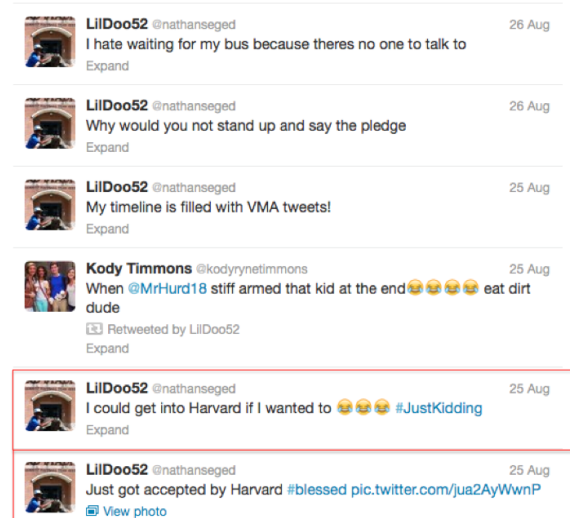 LilDoo52 @nathanseged 26 Aug
I hate waiting for my bus because theres no one to talk to
Expand
LilDoo52 @nathanseged 26 Aug
Why would you not stand up and say the pledge
Expand
LilDoo52 @nathanseged 25 Aug
My timeline is filled with VMA tweets!
Expand
Kody Timmons @kodyrynetimmons 25 Aug
When @MrHurd18 stiff armed that kid at the end😂😂😂😂 eat dirt
dude
Retweeted by LilDoo52
Expand
LilDoo52 @nathanseged 25 Aug
I could get into Harvard if I wanted to 😂😂😂 #JustKidding
Expand
LilDoo52 @nathanseged 25 Aug
Just got accepted by Harvard #blessed pic.twitter.com/jua2AyWwnP
View photo